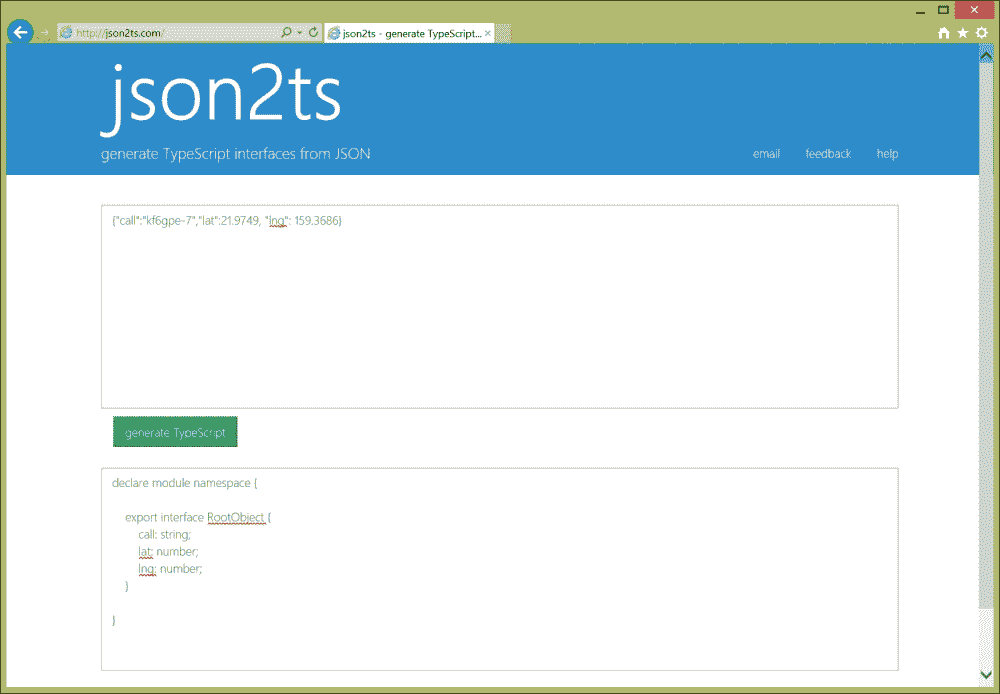 http://json2ts.com/
json2ts - generate TypeScript...
json2ts
generate TypeScript interfaces from JSON
email feedback help
{"call":"kf6gpe-7","lat":21.9749, "lng": 159.3686}
generate TypeScript
declare module namespace {
export interface RootObject {
call: string;
lat: number;
lng: number;
}
}